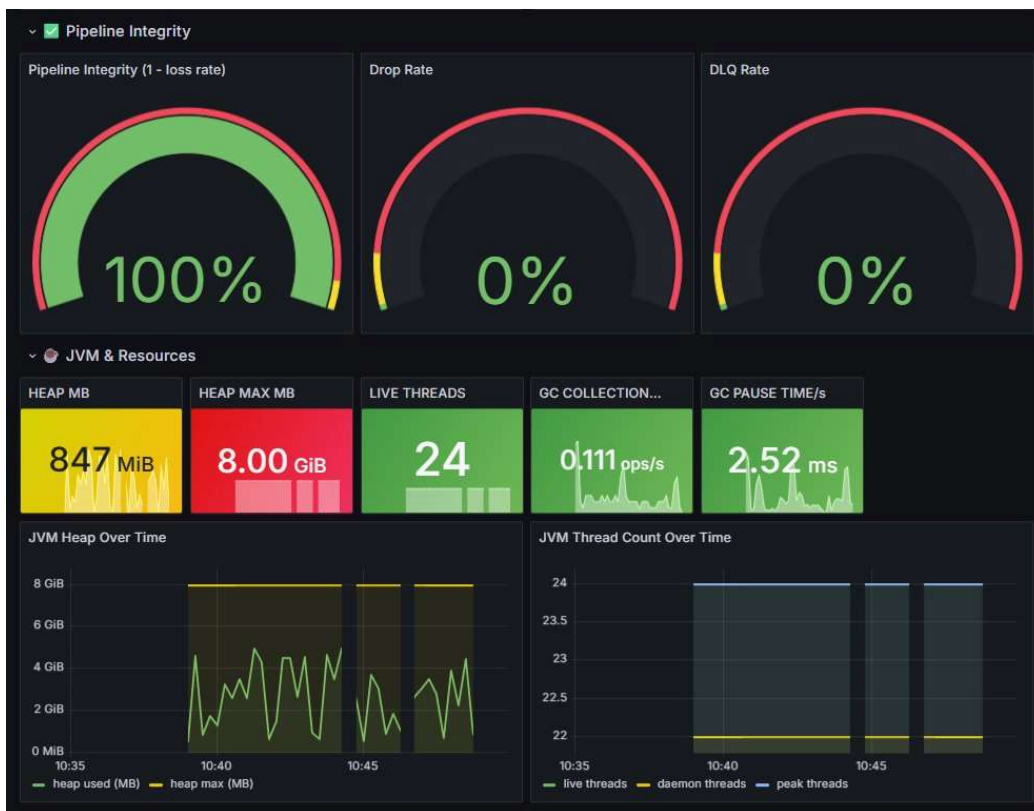 Pipeline Integrity
Pipeline Integrity (1 - loss rate)
Drop Rate
DLQ Rate
100%
0%
0%
JVM & Resources
HEAP MB
HEAP MAX MB
LIVE THREADS
GC COLLECTION...
GC PAUSE TIME/s
847 MiB
8.00 GiB
24
0.111 ops/s
2.52 ms
JVM Heap Over Time
8 GiB
6 GiB
4 GiB
2 GiB
0 MiB
10:35
10:40
10:45
heap used (MB)
heap max (MB)
JVM Thread Count Over Time
24
23.5
23
22.5
22
10:35
10:40
10:45
live threads
daemon threads
peak threads